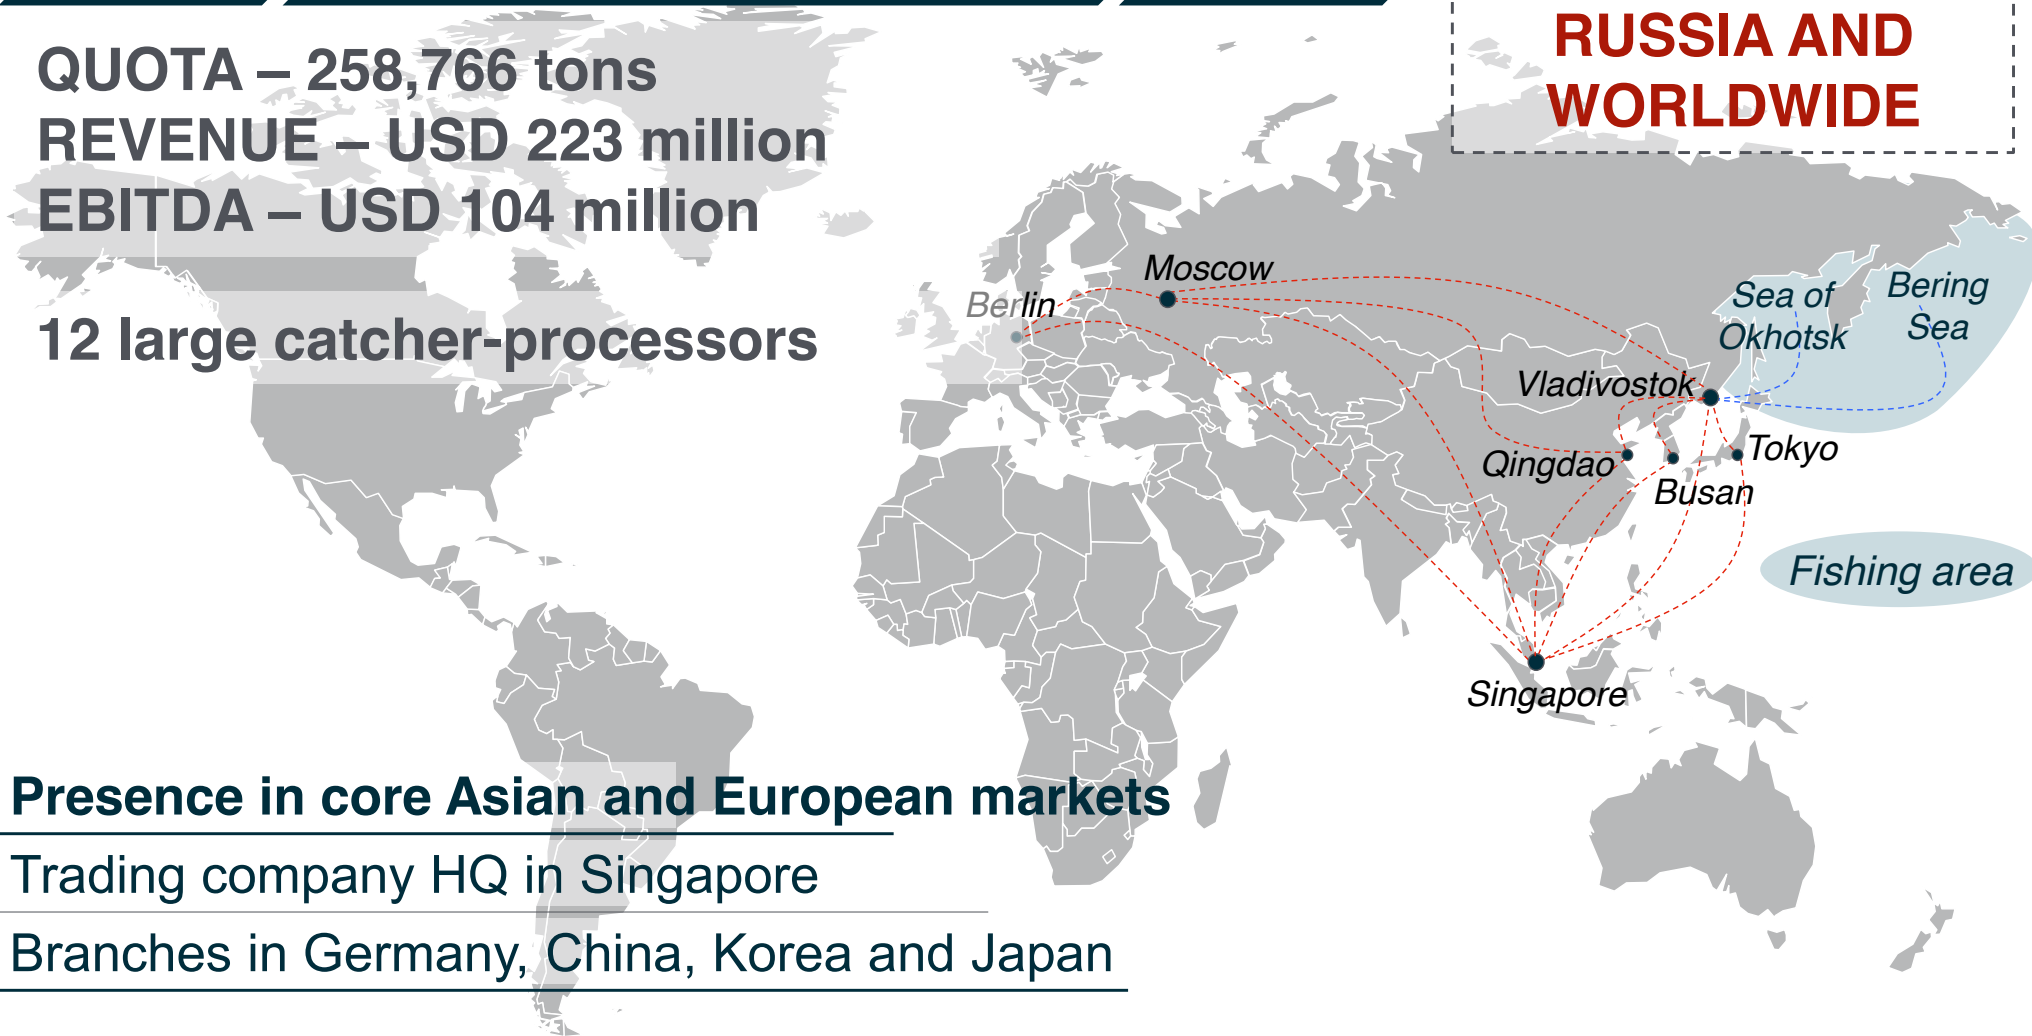 QUOTA – 258,766 tons
REVENUE – USD 223 million
EBITDA – USD 104 million
12 large catcher-processors
RUSSIA AND
WORLDWIDE
Moscow
Berlin
Sea of
Okhotsk
Bering
Sea
Vladivostok
Qingdao
Tokyo
Busan
Fishing area
Singapore
Presence in core Asian and European markets
Trading company HQ in Singapore
Branches in Germany, China, Korea and Japan